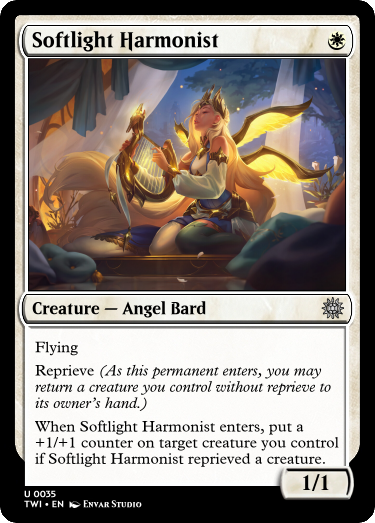 Softlight Harmonist
Creature — Angel Bard
Flying
Reprieve (As this permanent enters, you may
return a creature you control without reprieve to
its owner's hand.)
When Softlight Harmonist enters, put a
+1/+1 counter on target creature you control
if Softlight Harmonist reprieved a creature.
1/1
U 0035
TWI • EN Envar Studio